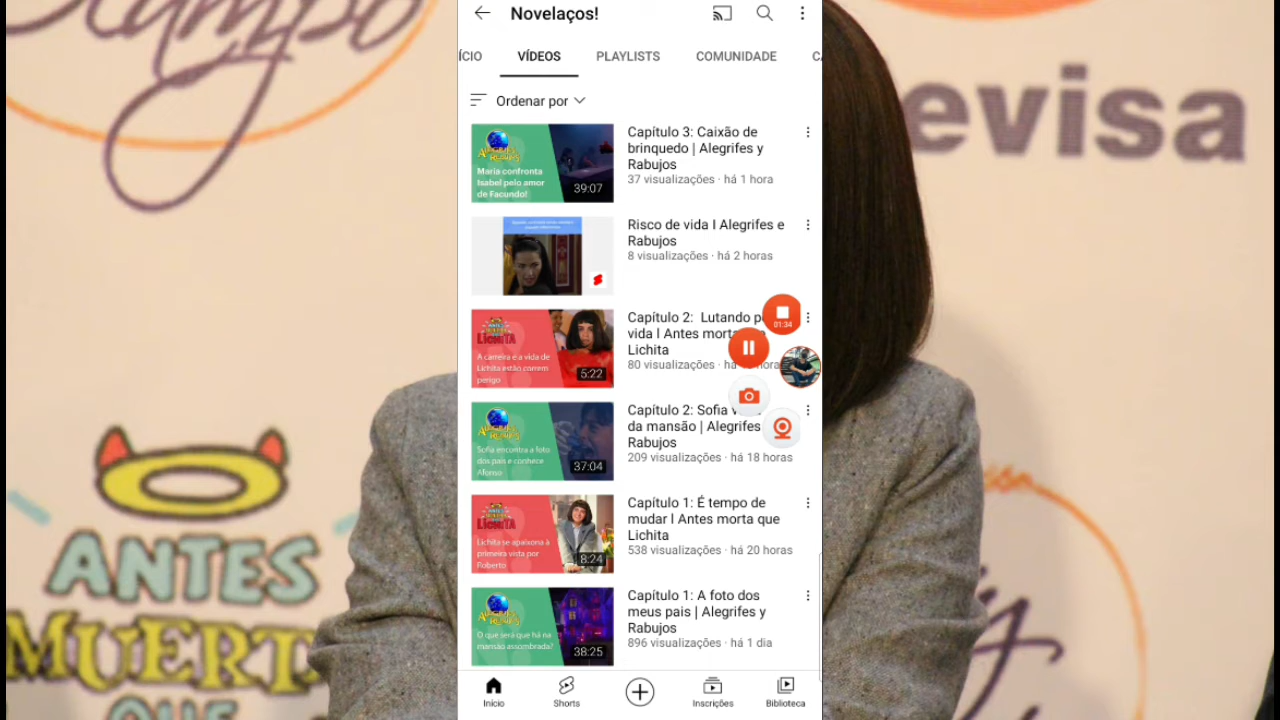 Novelaços!
ÍCIO VÍDEOS PLAYLISTS COMUNIDADE CA
Ordenar por
Maria confronta
Isabel pelo amor
de Facundo!
39:07
Capítulo 3: Caixão de
brinquedo | Alegrifes y
Rabujos
37 visualizações · há 1 hora
Risco de vida I Alegrifes e
Rabujos
8 visualizações · há 2 horas
LiCHiTA
A carreira e a vida de
Lichita estão correm
perigo
5:22
Capítulo 2: Lutando
vida I Antes morta
Lichita
80 visualizações
01:34
Sofia encontra a foto
dos pais e conhece
Afonso
37:04
Capítulo 2: Sofia
da mansão | Alegrifes
Rabujos
209 visualizações · há 18 horas
LiCHiTA
Lichita se apaixona à
primeira vista por
Roberto
8:24
Capítulo 1: É tempo de
mudar I Antes morta que
Lichita
538 visualizações · há 20 horas
O que será que há na
mansão assombrada?
38:25
Capítulo 1: A foto dos
meus pais | Alegrifes y
Rabujos
896 visualizações · há 1 dia
Início Shorts Inscrições Biblioteca
evisa
ANTES
MUERT
QUE